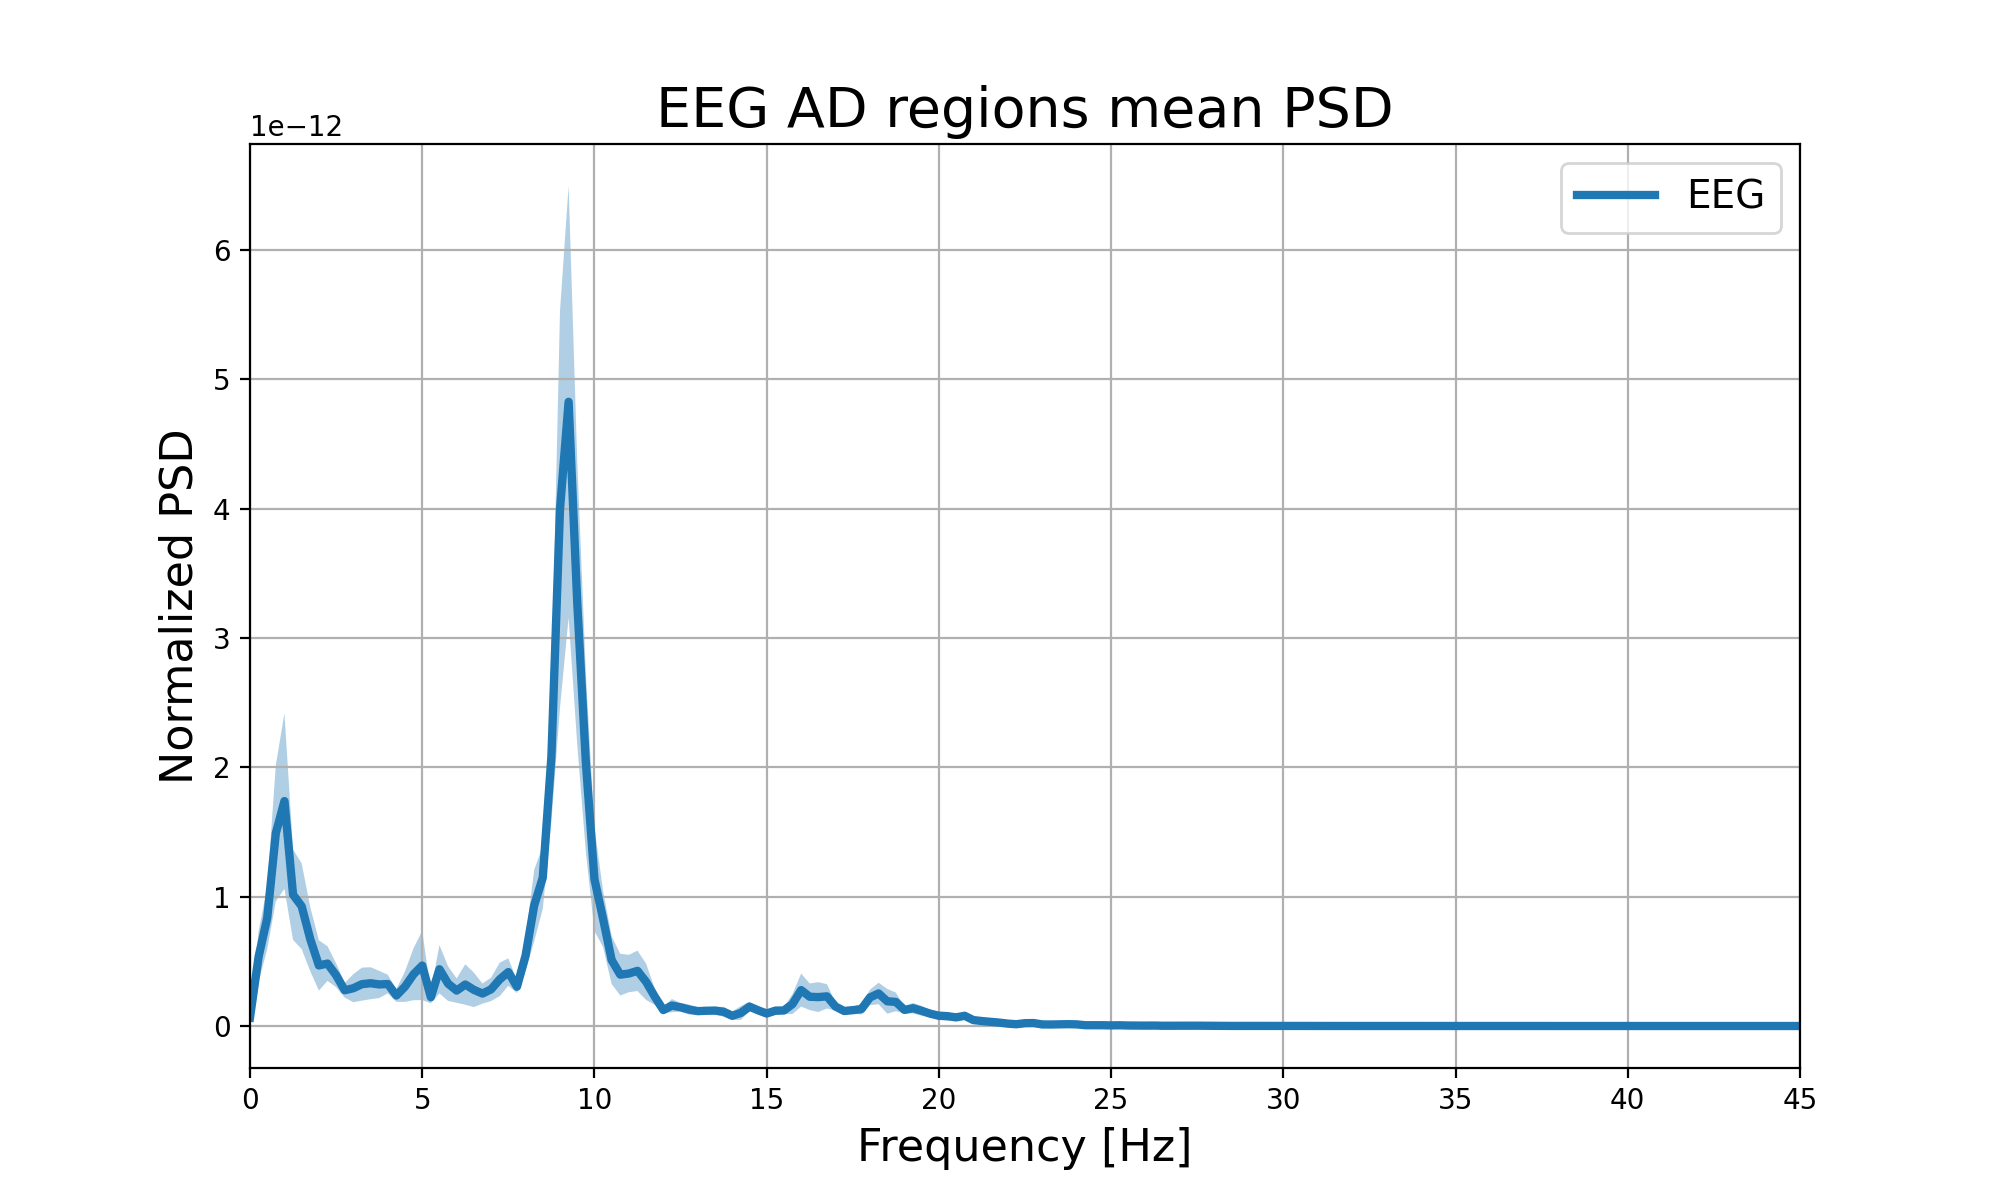 EEG AD regions mean PSD
1e−12
EEG
6
5
4
3
2
1
0
Normalized PSD
0 5 10 15 20 25 30 35 40 45
Frequency [Hz]